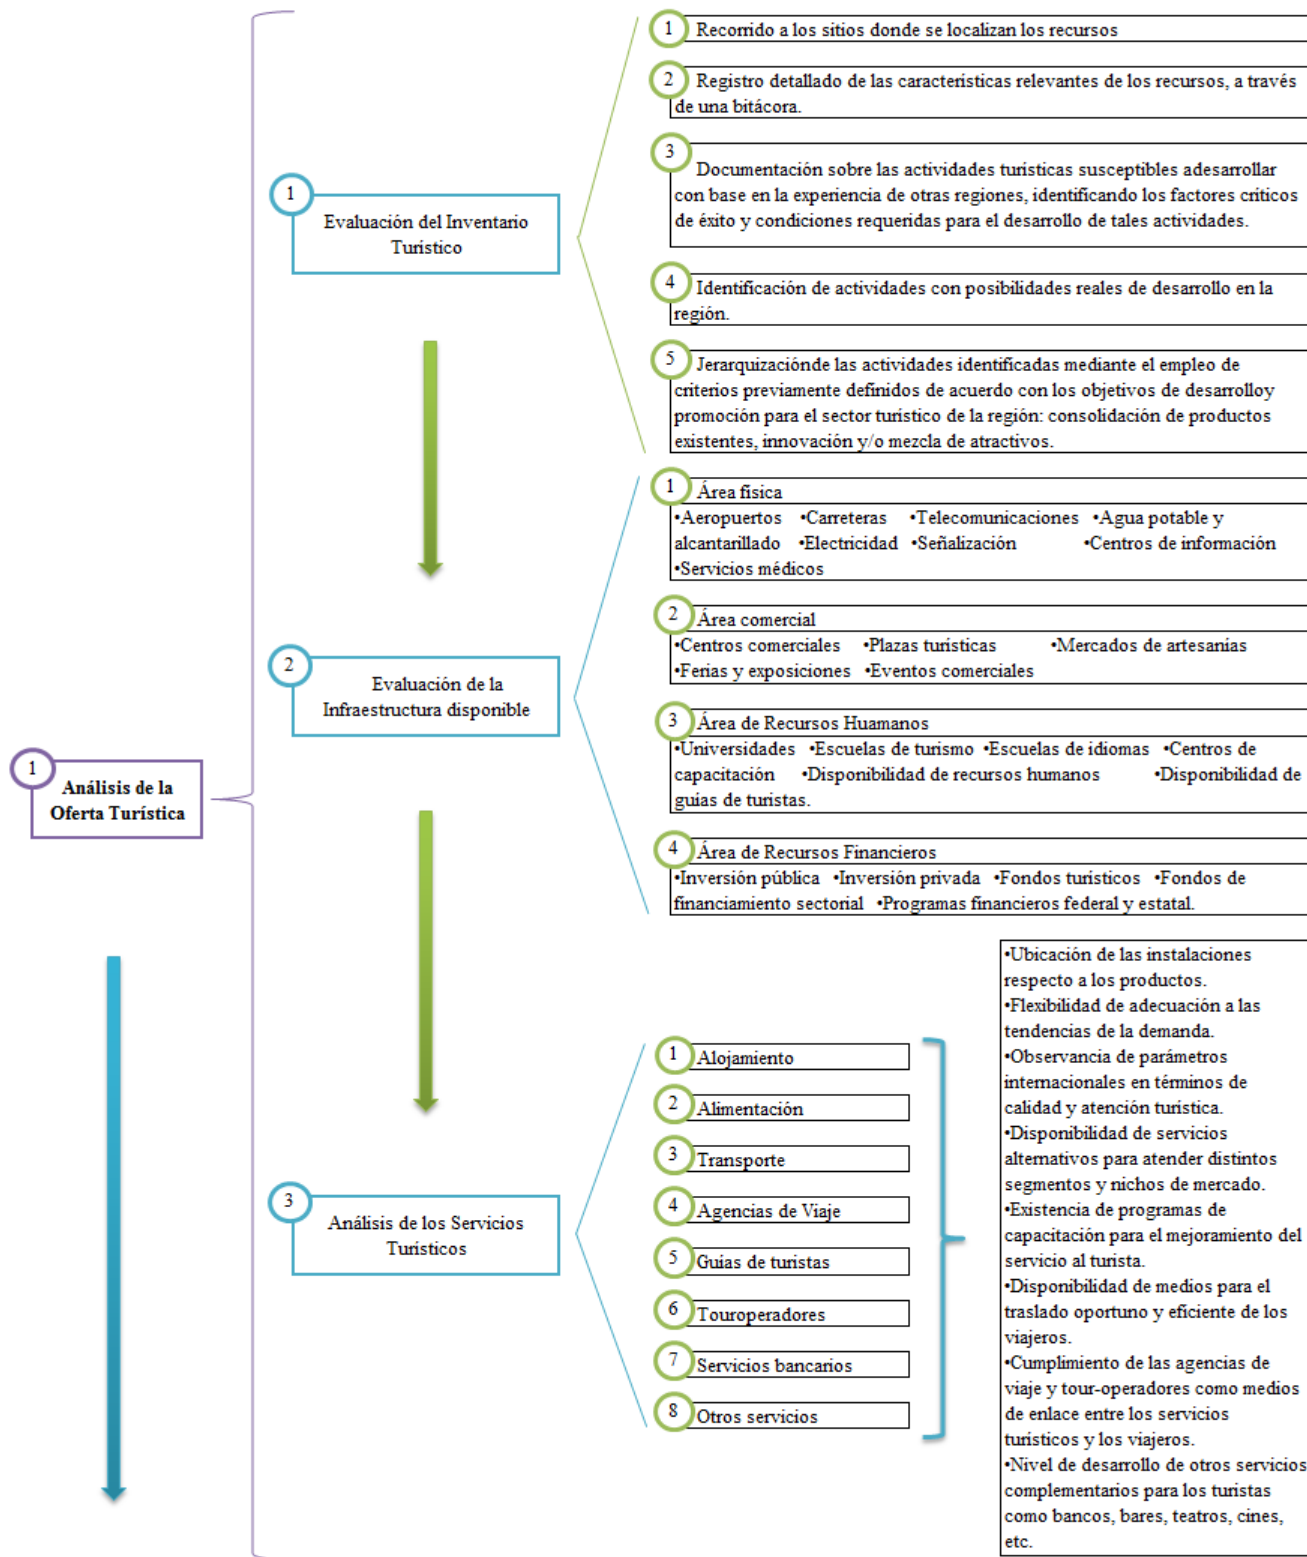 1
Análisis de la
Oferta Turística
1
Evaluación del Inventario
Turístico
1 Recorrido a los sitios donde se localizan los recursos
2 Registro detallado de las características relevantes de los recursos, a través
de una bitácora.
3
Documentación sobre las actividades turísticas susceptibles adesarrollar
con base en la experiencia de otras regiones, identificando los factores críticos
de éxito y condiciones requeridas para el desarrollo de tales actividades.
4 Identificación de actividades con posibilidades reales de desarrollo en la
región.
5 Jerarquizaciónde las actividades identificadas mediante el empleo de
criterios previamente definidos de acuerdo con los objetivos de desarrolloy
promoción para el sector turístico de la región: consolidación de productos
existentes, innovación y/o mezcla de atractivos.
2
Evaluación de la
Infraestructura disponible
1 Área física
•Aeropuertos •Carreteras •Telecomunicaciones •Agua potable y
alcantarillado •Electricidad •Señalización •Centros de información
•Servicios médicos
2 Área comercial
•Centros comerciales •Plazas turísticas •Mercados de artesanías
•Ferias y exposiciones •Eventos comerciales
3 Área de Recursos Huamanos
•Universidades •Escuelas de turismo •Escuelas de idiomas •Centros de
capacitación •Disponibilidad de recursos humanos •Disponibilidad de
guías de turistas.
4 Área de Recursos Financieros
•Inversión pública •Inversión privada •Fondos turísticos •Fondos de
financiamiento sectorial •Programas financieros federal y estatal.
3
Análisis de los Servicios
Turísticos
1 Alojamiento
2 Alimentación
3 Transporte
4 Agencias de Viaje
5 Guías de turistas
6 Touroperadores
7 Servicios bancarios
8 Otros servicios
•Ubicación de las instalaciones
respecto a los productos.
•Flexibilidad de adecuación a las
tendencias de la demanda.
•Observancia de parámetros
internacionales en términos de
calidad y atención turística.
•Disponibilidad de servicios
alternativos para atender distintos
segmentos y nichos de mercado.
•Existencia de programas de
capacitación para el mejoramiento del
servicio al turista.
•Disponibilidad de medios para el
traslado oportuno y eficiente de los
viajeros.
•Cumplimiento de las agencias de
viaje y tour-operadores como medios
de enlace entre los servicios
turísticos y los viajeros.
•Nivel de desarrollo de otros servicios
complementarios para los turistas
como bancos, bares, teatros, cines,
etc.